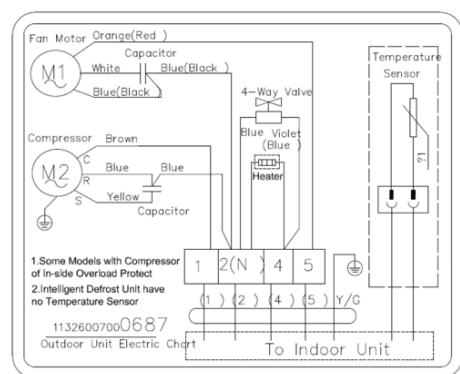 Fan Motor
Orange(Red )
Capacitor
M1
White
Blue(Black )
Blue(Black )
Temperature
Sensor
4-Way Valve
Blue
Violet
(Blue )
Heater
?1
Compressor
Brown
M2
C
R
S
Blue
Blue
Yellow
Capacitor
1.Some Models with Compressor
of In-side Overload Protect
2.Intelligent Defrost Unit have
no Temperature Sensor
1 2(N ) 4 5
(1) (2) (4) (5) Y/G
11326007000687
Outdoor Unit Electric Chart
To Indoor Unit